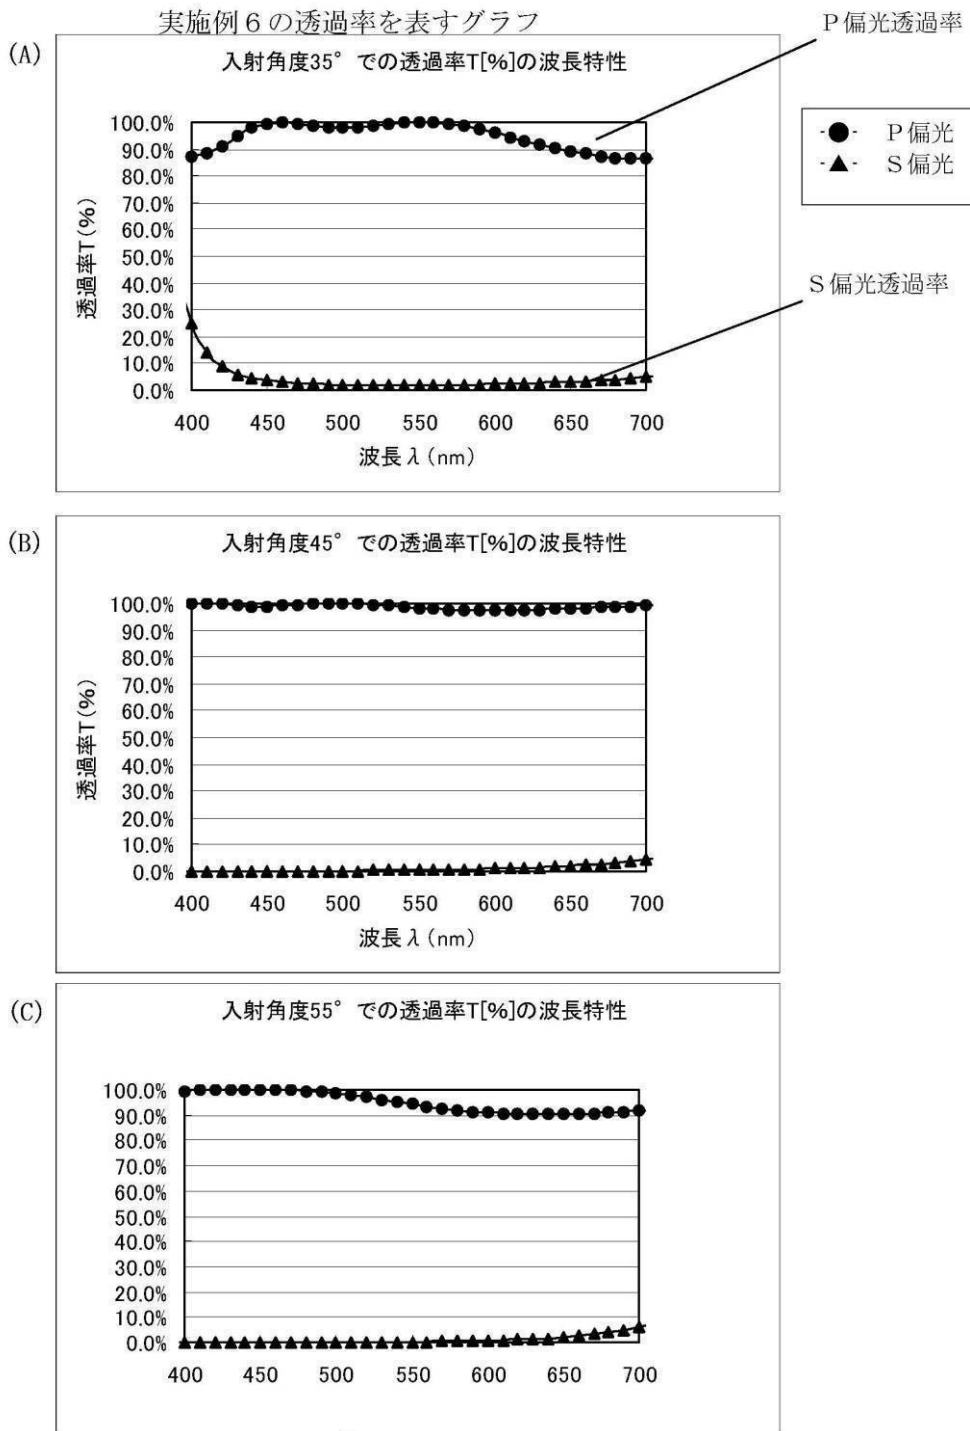 実施例６の透過率を表すグラフ
(A)
入射角度35°での透過率T[%]の波長特性
P偏光透過率
P偏光
S偏光
S偏光透過率
透過率T(%)
100.0%
90.0%
80.0%
70.0%
60.0%
50.0%
40.0%
30.0%
20.0%
10.0%
0.0%
400 450 500 550 600 650 700
波長λ(nm)
(B)
入射角度45°での透過率T[%]の波長特性
透過率T(%)
100.0%
90.0%
80.0%
70.0%
60.0%
50.0%
40.0%
30.0%
20.0%
10.0%
0.0%
400 450 500 550 600 650 700
波長λ(nm)
(C)
入射角度55°での透過率T[%]の波長特性
100.0%
90.0%
80.0%
70.0%
60.0%
50.0%
40.0%
30.0%
20.0%
10.0%
0.0%
400 450 500 550 600 650 700